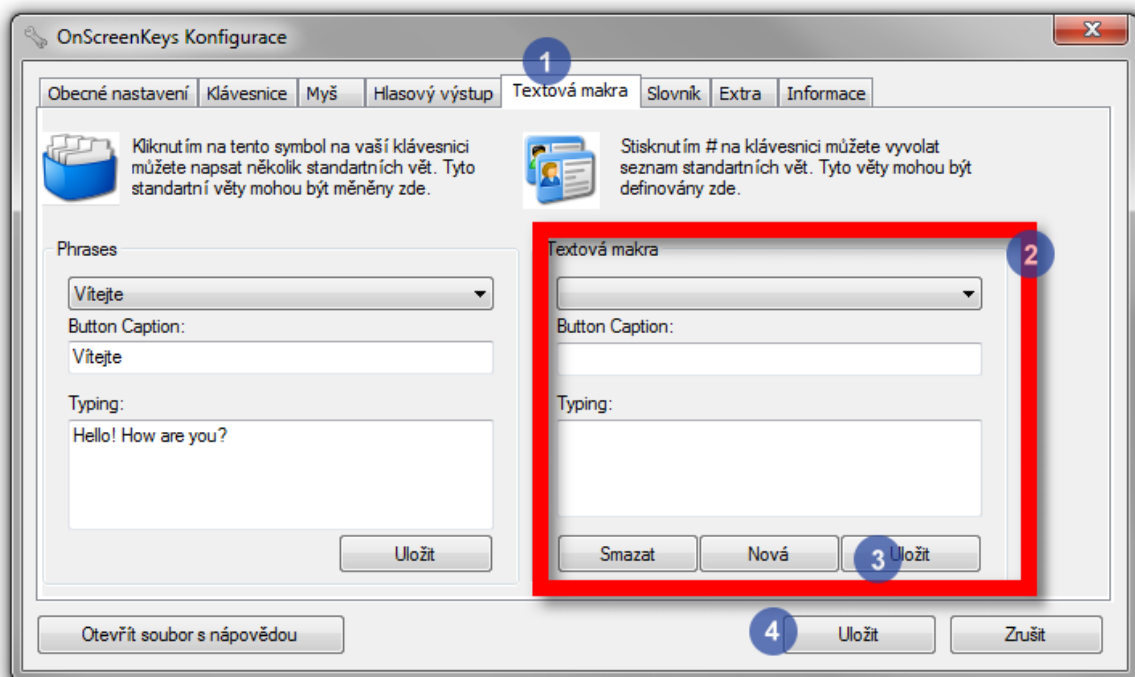 OnScreenKeys Konfigurace
1
Obecné nastavení Klávesnice Myš Hlasový výstup Textová makra Slovník Extra Informace
Kliknutím na tento symbol na vaší klávesnici
můžete napsat několik standartních vět. Tyto
standartní věty mohou být měněny zde.
Stisknutím # na klávesnici můžete vyvolat
seznam standartních vět. Tyto věty mohou být
definovány zde.
Phrases
Vítejte
Button Caption:
Vítejte
Typing:
Hello! How are you?
Uložit
Textová makra
2
Button Caption:
Typing:
Smazat Nová 3 Uložit
Otevřít soubor s nápovědou 4 Uložit Zrušit